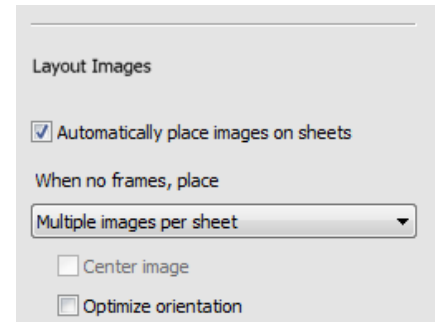 Layout Images
Automatically place images on sheets
When no frames, place
Multiple images per sheet
Center image
Optimize orientation